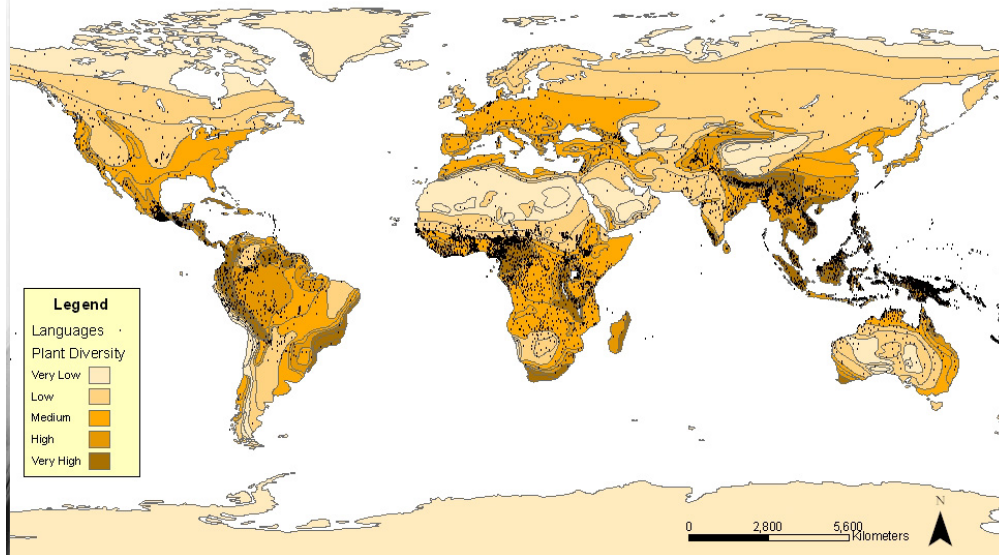 Legend
Languages
Plant Diversity
Very Low
Low
Medium
High
Very High
N
0 2,800 5,600
Kilometers